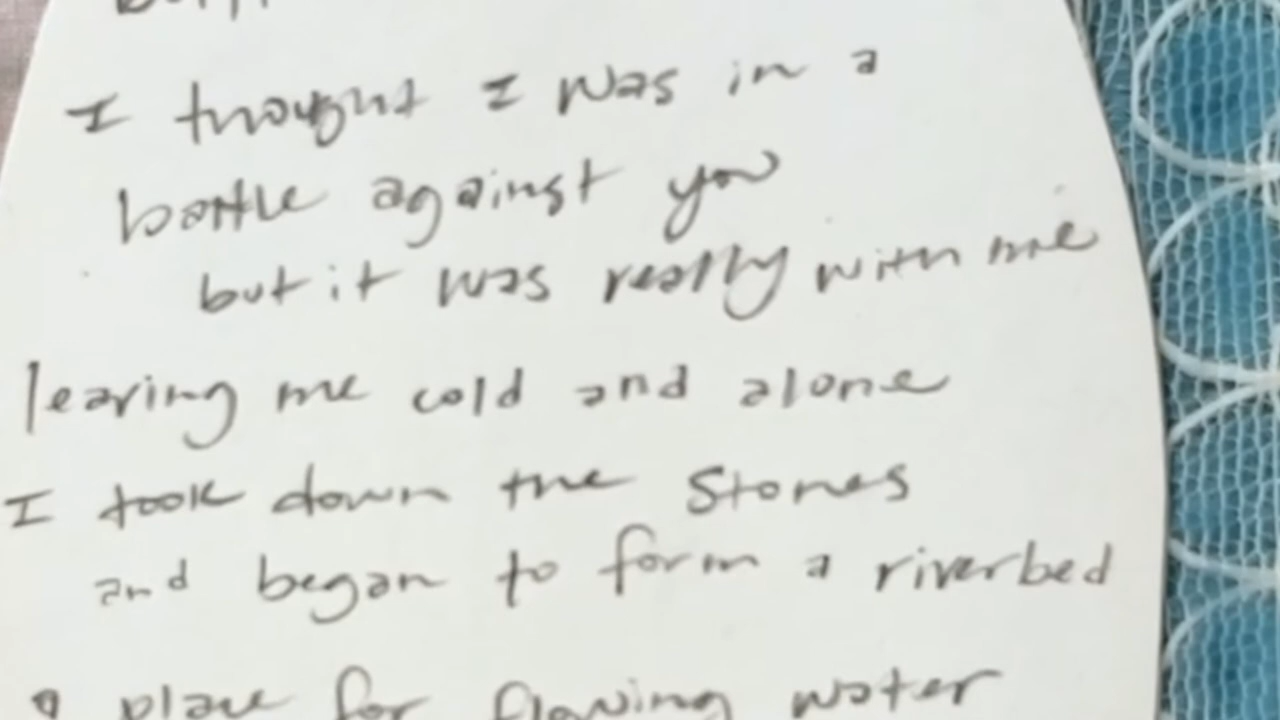 I thought I was in a
battle against you
but it was really with me
leaving me cold and alone
I took down the stones
and began to form a riverbed
a place for flowing water